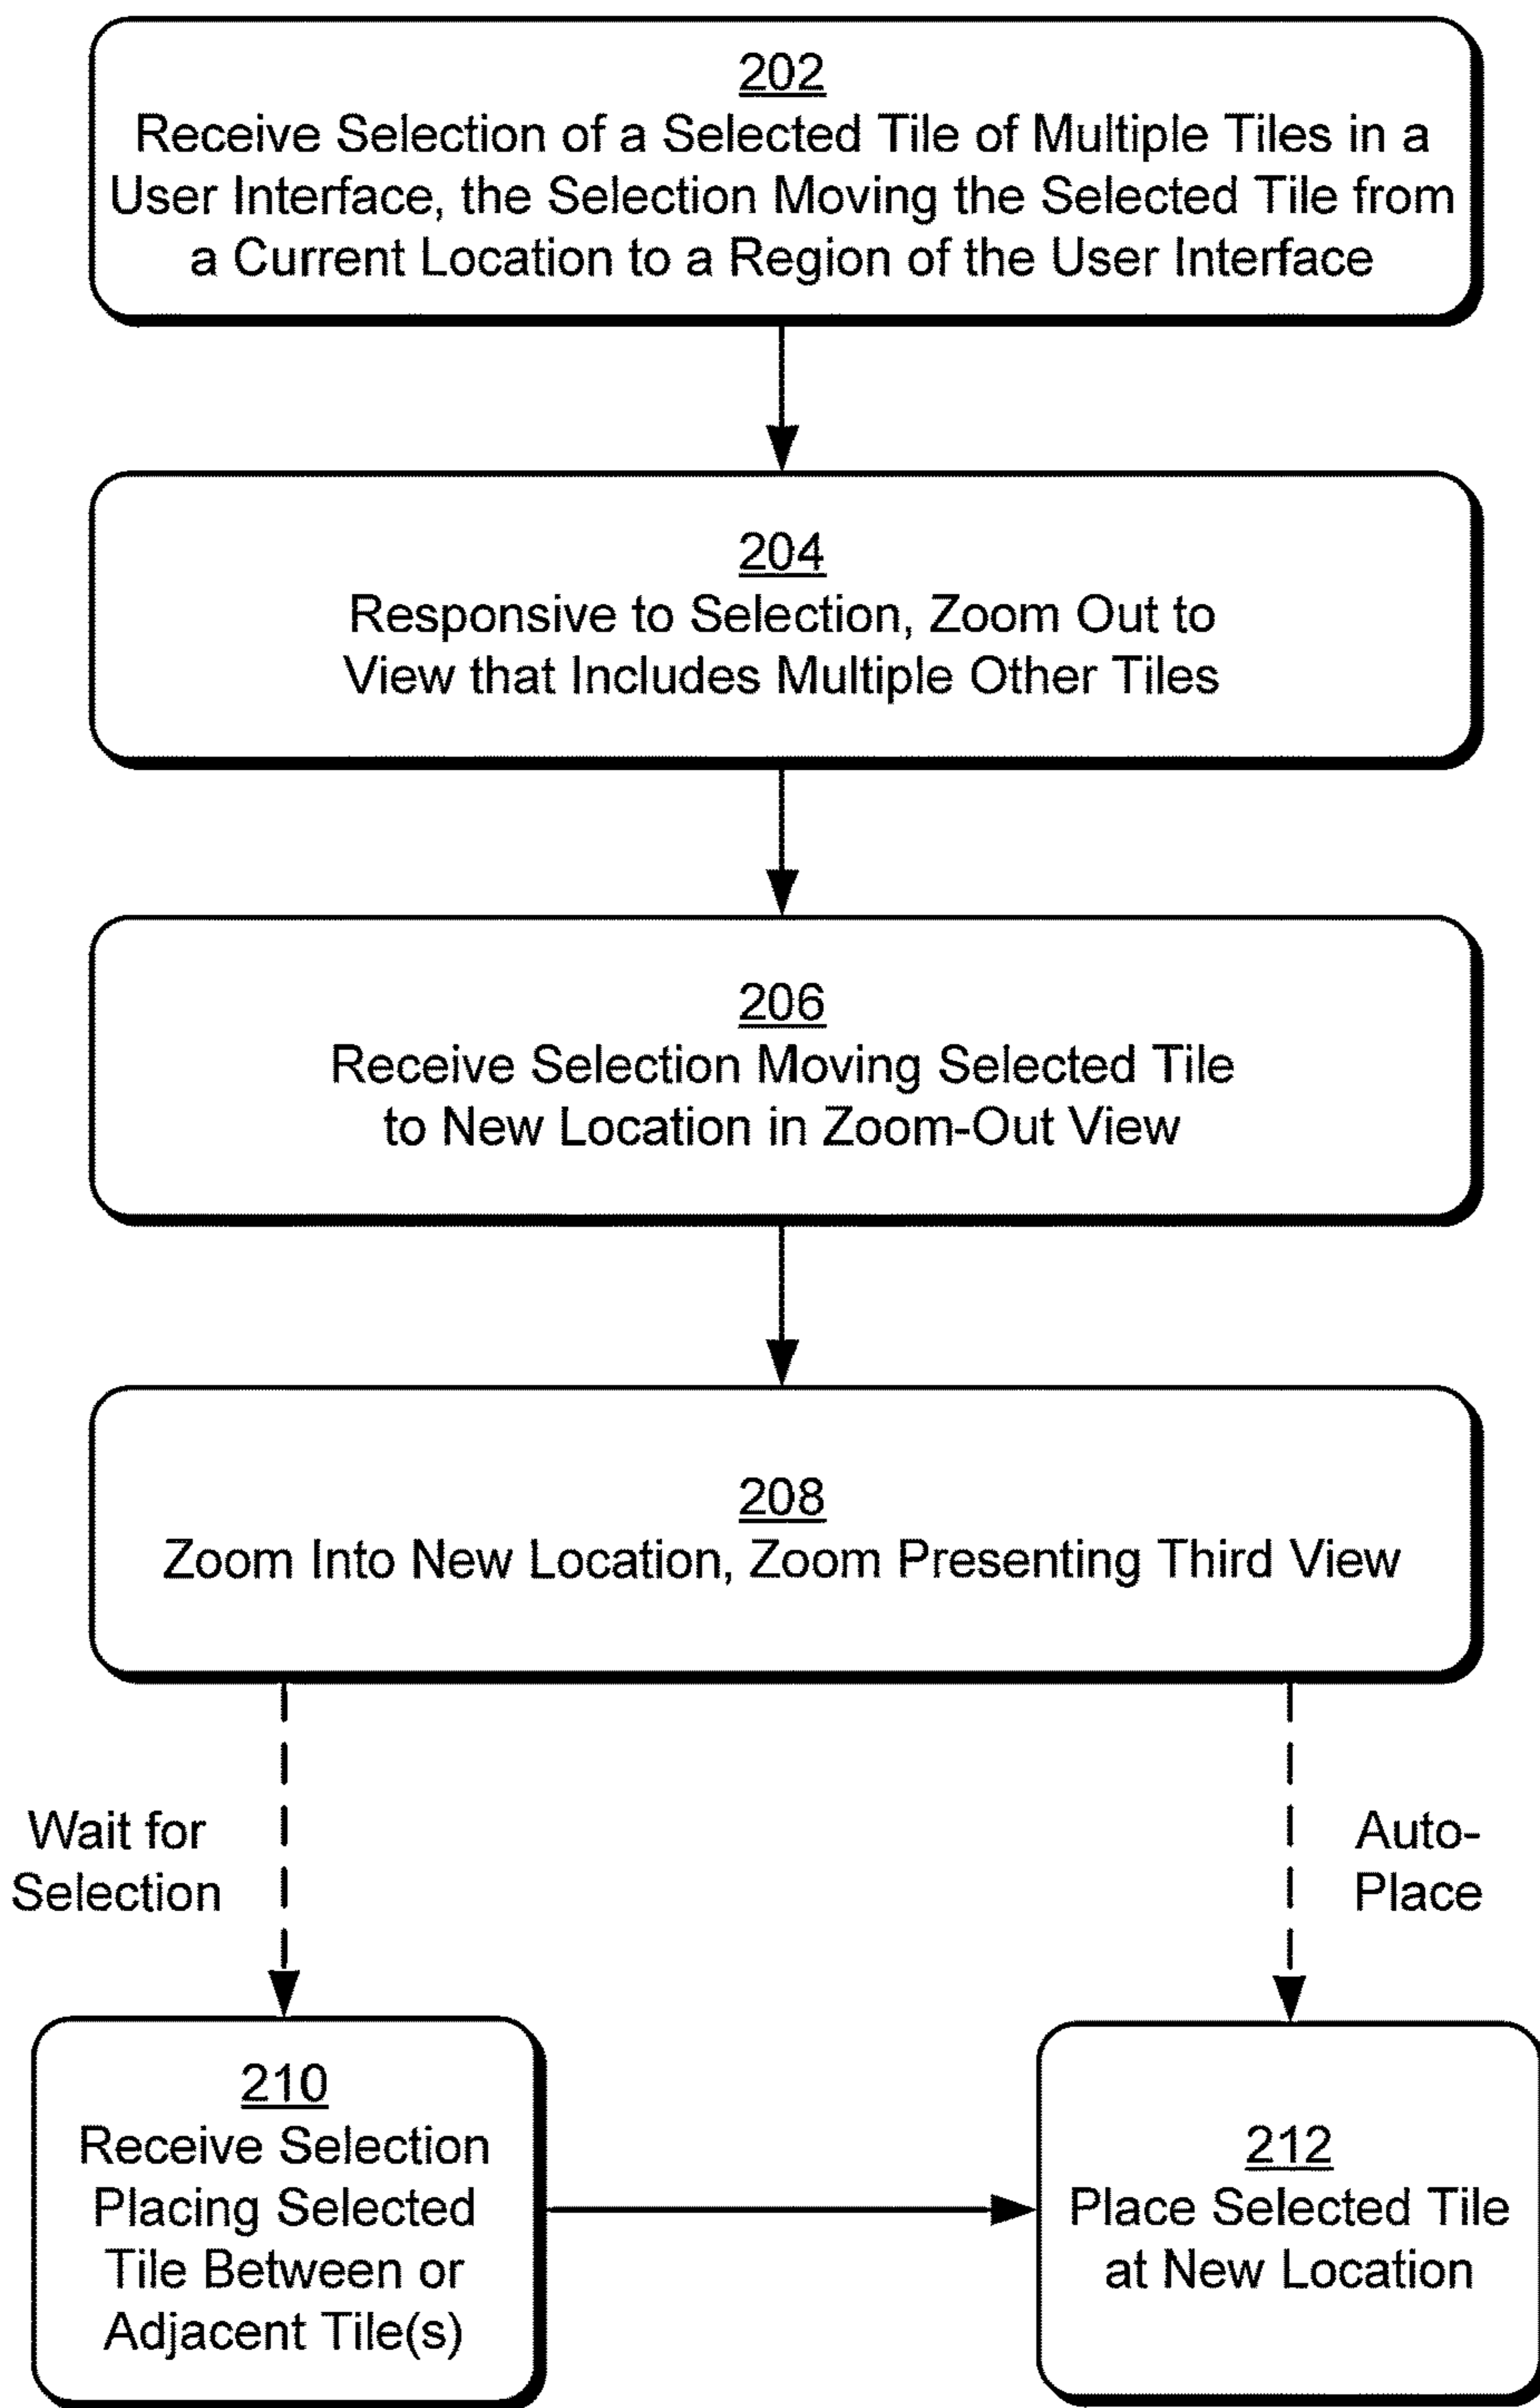 202
Receive Selection of a Selected Tile of Multiple Tiles in a
User Interface, the Selection Moving the Selected Tile from
a Current Location to a Region of the User Interface
204
Responsive to Selection, Zoom Out to
View that Includes Multiple Other Tiles
206
Receive Selection Moving Selected Tile
to New Location in Zoom-Out View
208
Zoom Into New Location, Zoom Presenting Third View
Wait for
Selection
Auto-
Place
210
Receive Selection
Placing Selected
Tile Between or
Adjacent Tile(s)
212
Place Selected Tile
at New Location